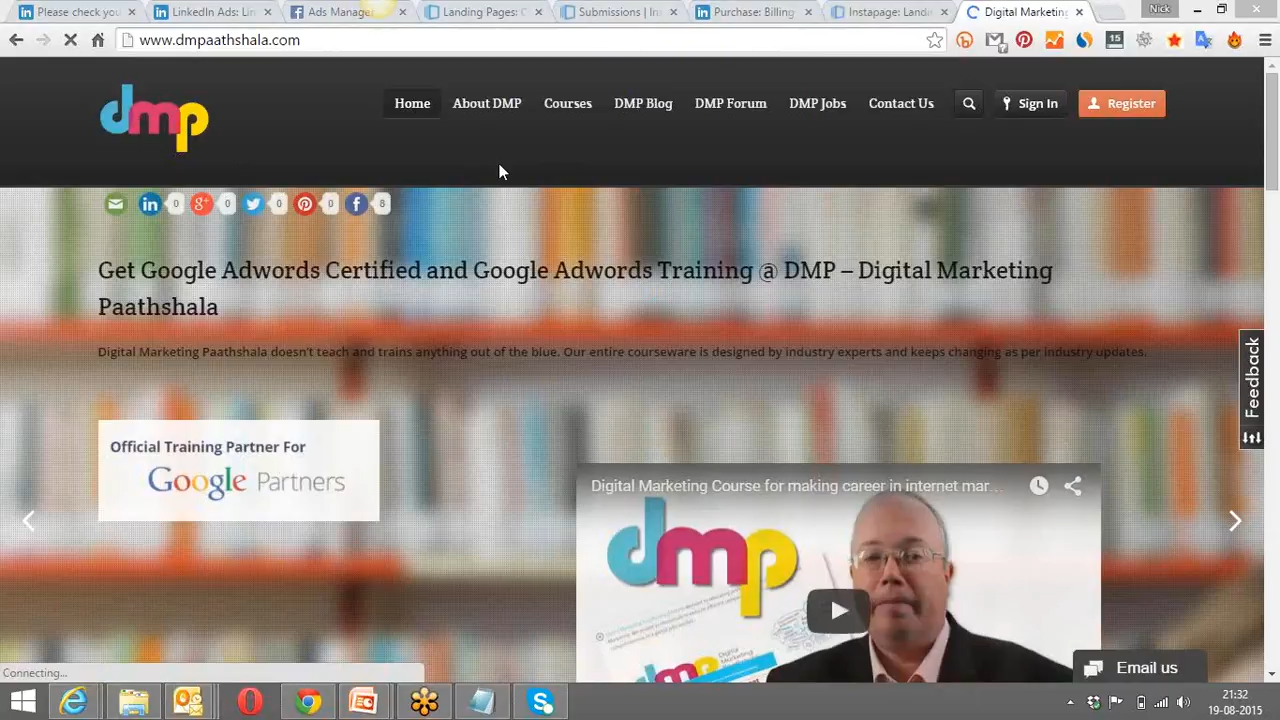 Please check you
LinkedIn Ads: Lin
Ads Manager
Landing Pages: C
Submissions | In
Purchase: Billing
Instapage: Lande
Digital Marketing
Nick
www.dmpaathshala.com
15
dmp
Home
About DMP
Courses
DMP Blog
DMP Forum
DMP Jobs
Contact Us
Sign In
Register
0
0
0
0
8
Get Google Adwords Certified and Google Adwords Training @ DMP – Digital Marketing
Paathshala
Digital Marketing Paathshala doesn't teach and trains anything out of the blue. Our entire courseware is designed by industry experts and keeps changing as per industry updates.
Feedback
Official Training Partner For
Google Partners
Digital Marketing Course for making career in internet mar...
dmp
Email us
Connecting...
21:32
19-08-2015